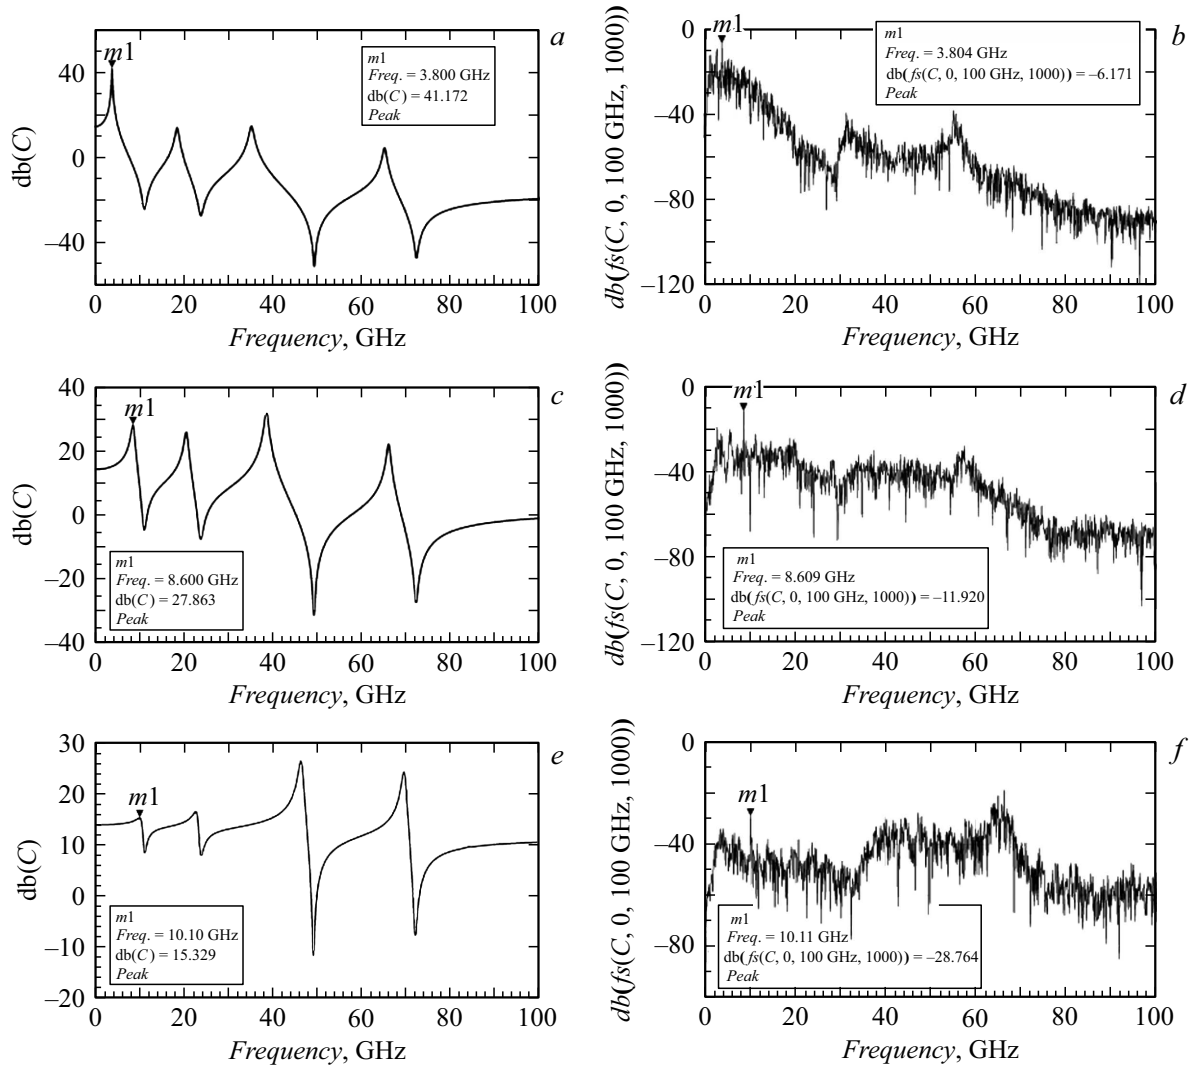 a
m1
m1
Freq. = 3.800 GHz
db(C) = 41.172
Peak
db(C)
40
0
–40
0 20 40 60 80 100
Frequency, GHz
b
m1
m1
Freq. = 3.804 GHz
db(fs(C, 0, 100 GHz, 1000)) = –6.171
Peak
db(fs(C, 0, 100 GHz, 1000))
0
–40
–80
–120
0 20 40 60 80 100
Frequency, GHz
c
m1
m1
Freq. = 8.600 GHz
db(C) = 27.863
Peak
db(C)
40
20
0
–20
–40
0 20 40 60 80 100
Frequency, GHz
d
m1
m1
Freq. = 8.609 GHz
db(fs(C, 0, 100 GHz, 1000)) = –11.920
Peak
db(fs(C, 0, 100 GHz, 1000))
0
–40
–80
–120
0 20 40 60 80 100
Frequency, GHz
e
m1
m1
Freq. = 10.10 GHz
db(C) = 15.329
Peak
db(C)
30
20
10
0
–10
–20
0 20 40 60 80 100
Frequency, GHz
f
m1
m1
Freq. = 10.11 GHz
db(fs(C, 0, 100 GHz, 1000)) = –28.764
Peak
db(fs(C, 0, 100 GHz, 1000))
0
–40
–80
0 20 40 60 80 100
Frequency, GHz